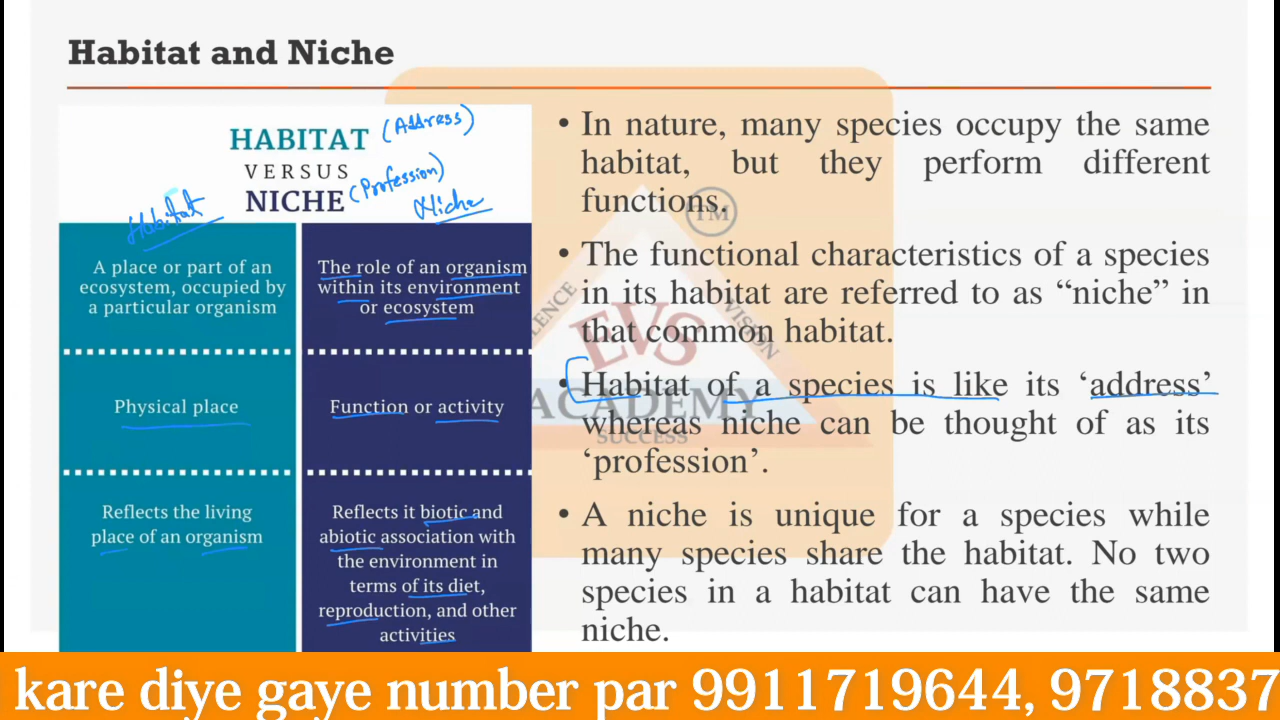 Habitat and Niche
HABITAT (Address)
VERSUS
NICHE (Profession)
Habitat
Niche
A place or part of an
ecosystem, occupied by
a particular organism
The role of an organism
within its environment
or ecosystem
Physical place
Function or activity
Reflects the living
place of an organism
Reflects it biotic and
abiotic association with
the environment in
terms of its diet,
reproduction, and other
activities
• In nature, many species occupy the same
habitat, but they perform different
functions.
• The functional characteristics of a species
in its habitat are referred to as “niche” in
that common habitat.
• Habitat of a species is like its ‘address’
whereas niche can be thought of as its
‘profession’.
• A niche is unique for a species while
many species share the habitat. No two
species in a habitat can have the same
niche.
TM
VISION
EVS
ACADEMY
SUCCESS
kare diye gaye number par 9911719644, 9718837